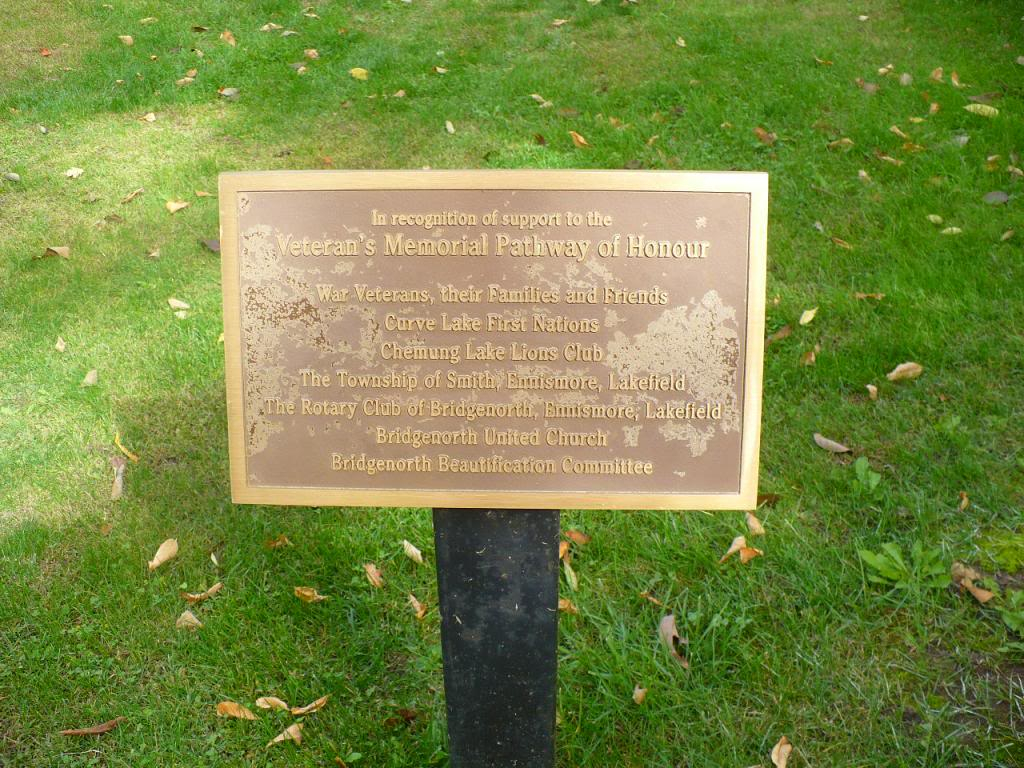 In recognition of support to the
Veteran's Memorial Pathway of Honour
War Veterans, their Families and Friends
Curve Lake First Nations
Chemung Lake Lions Club
The Township of Smith, Ennismore, Lakefield
The Rotary Club of Bridgenorth, Ennismore, Lakefield
Bridgenorth United Church
Bridgenorth Beautification Committee